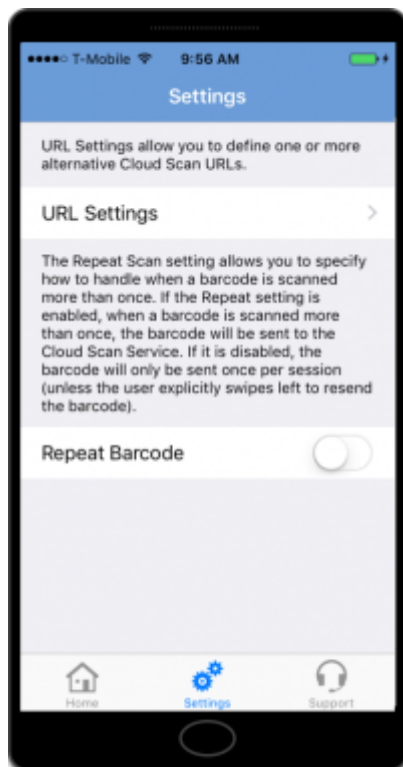 T-Mobile 9:56 AM
Settings
URL Settings allow you to define one or more
alternative Cloud Scan URLs.
URL Settings
The Repeat Scan setting allows you to specify
how to handle when a barcode is scanned
more than once. If the Repeat setting is
enabled, when a barcode is scanned more
than once, the barcode will be sent to the
Cloud Scan Service. If it is disabled, the
barcode will only be sent once per session
(unless the user explicitly swipes left to resend
the barcode).
Repeat Barcode
Home Settings Support